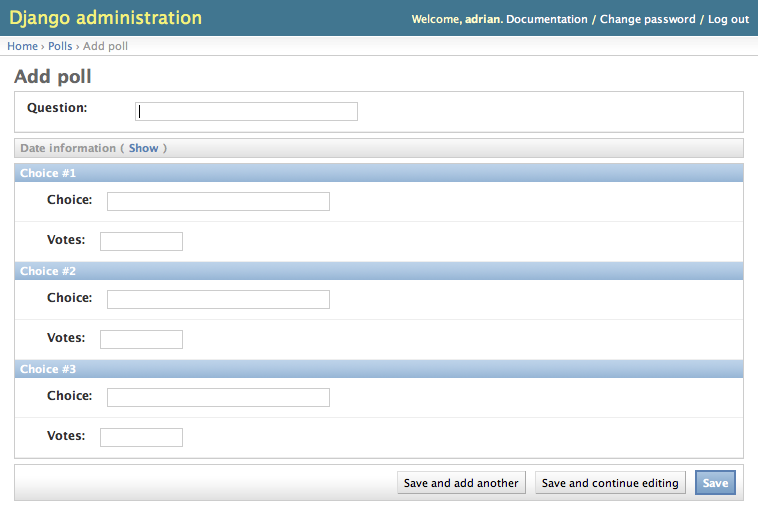 Django administration
Welcome, adrian. Documentation / Change password / Log out
Home › Polls › Add poll
Add poll
Question:
Date information ( Show )
Choice #1
Choice:
Votes:
Choice #2
Choice:
Votes:
Choice #3
Choice:
Votes:
Save and add another
Save and continue editing
Save